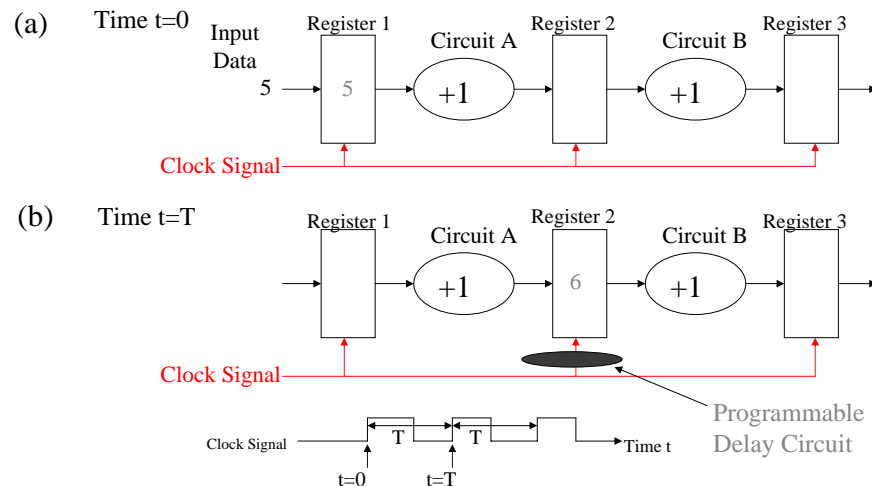 (a)
Time t=0
Input
Data
5
Register 1
5
Circuit A
+1
Register 2
Circuit B
+1
Register 3
Clock Signal
(b)
Time t=T
Register 1
Circuit A
+1
Register 2
6
Circuit B
+1
Register 3
Clock Signal
Programmable
Delay Circuit
Clock Signal
T
T
Time t
t=0
t=T